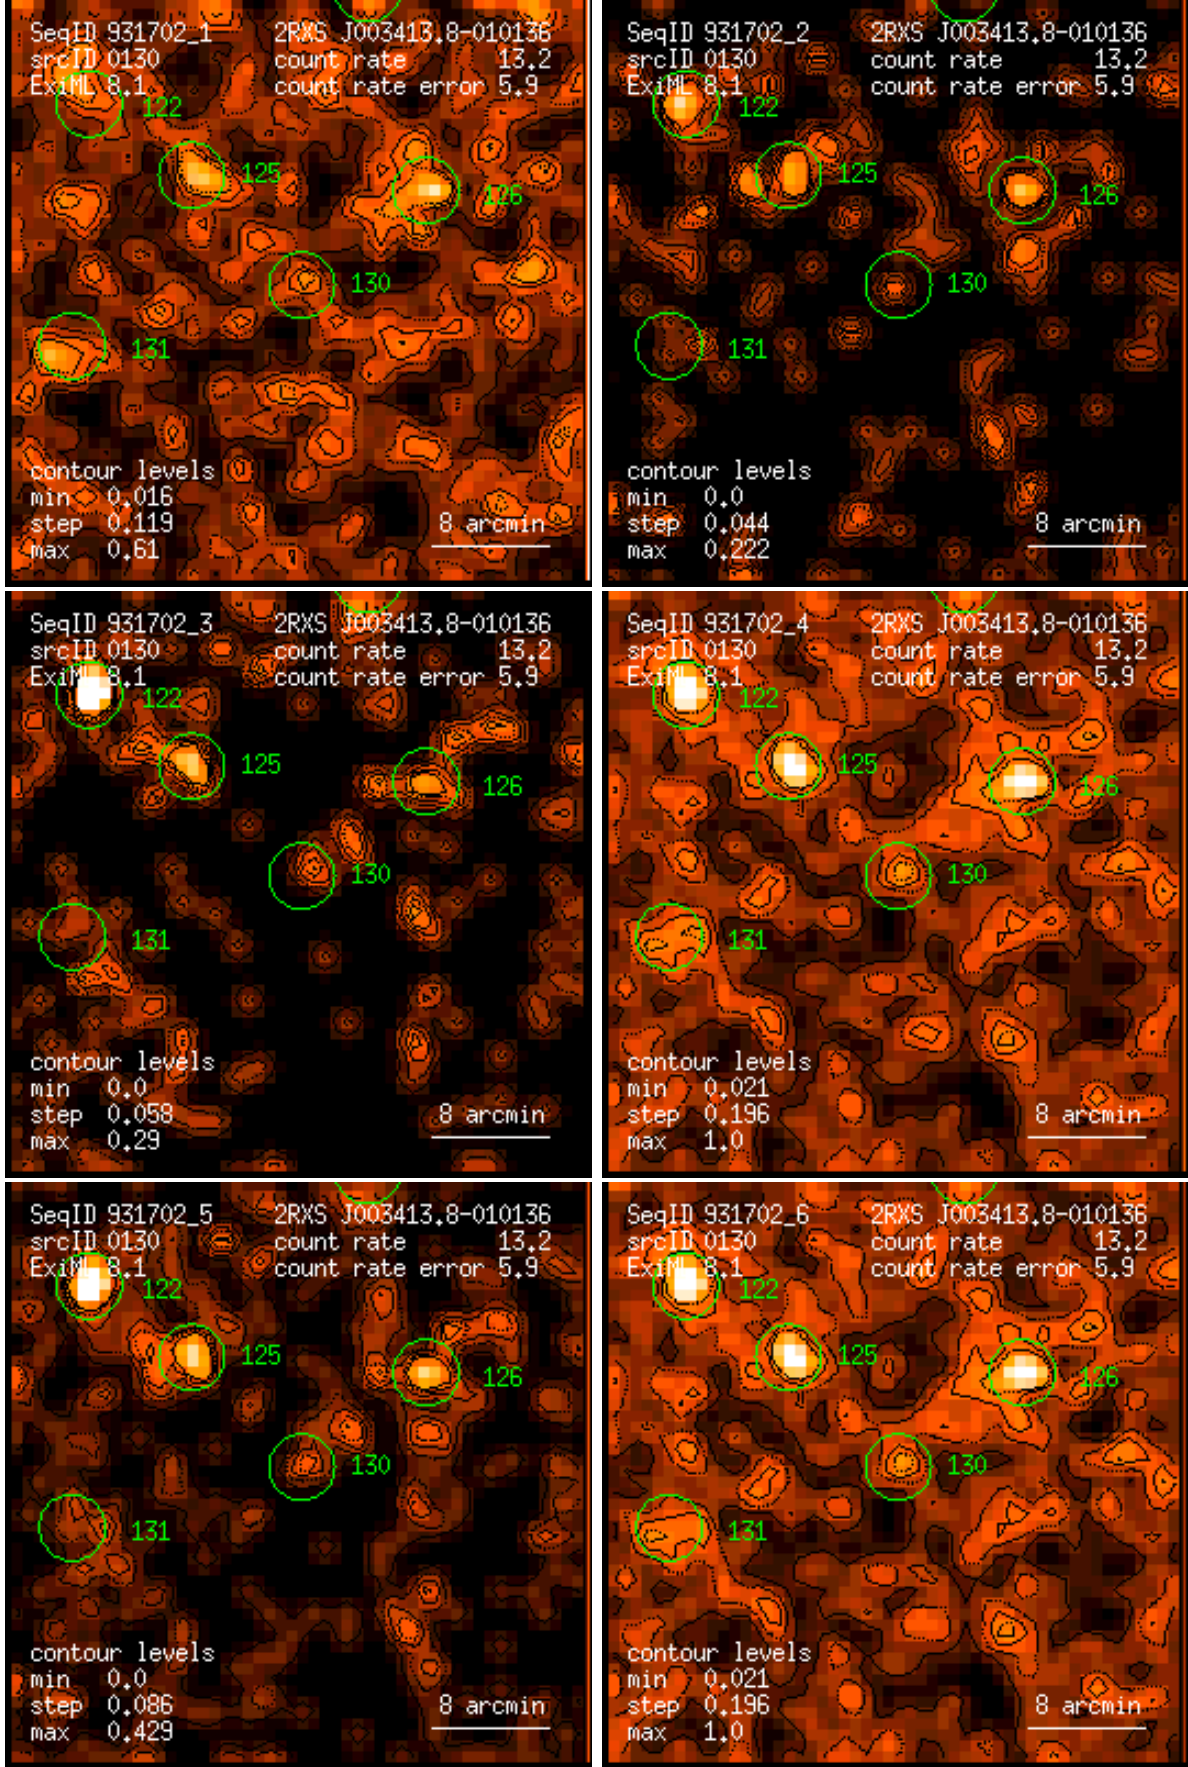 SeqID 931702_1 2RXS J003413.8-010136
srcID 0130 count rate 13.2
ExiML 8.1 count rate error 5.9
122
125
126
130
131
contour levels
min 0.016
step 0.119
max 0.61
8 arcmin
SeqID 931702_2 2RXS J003413.8-010136
srcID 0130 count rate 13.2
ExiML 8.1 count rate error 5.9
122
125
126
130
131
contour levels
min 0.0
step 0.044
max 0.222
8 arcmin
SeqID 931702_3 2RXS J003413.8-010136
srcID 0130 count rate 13.2
ExiML 8.1 count rate error 5.9
122
125
126
130
131
contour levels
min 0.0
step 0.058
max 0.29
8 arcmin
SeqID 931702_4 2RXS J003413.8-010136
srcID 0130 count rate 13.2
ExiML 8.1 count rate error 5.9
122
125
126
130
131
contour levels
min 0.021
step 0.196
max 1.0
8 arcmin
SeqID 931702_5 2RXS J003413.8-010136
srcID 0130 count rate 13.2
ExiML 8.1 count rate error 5.9
122
125
126
130
131
contour levels
min 0.0
step 0.086
max 0.429
8 arcmin
SeqID 931702_6 2RXS J003413.8-010136
srcID 0130 count rate 13.2
ExiML 8.1 count rate error 5.9
122
125
126
130
131
contour levels
min 0.021
step 0.196
max 1.0
8 arcmin